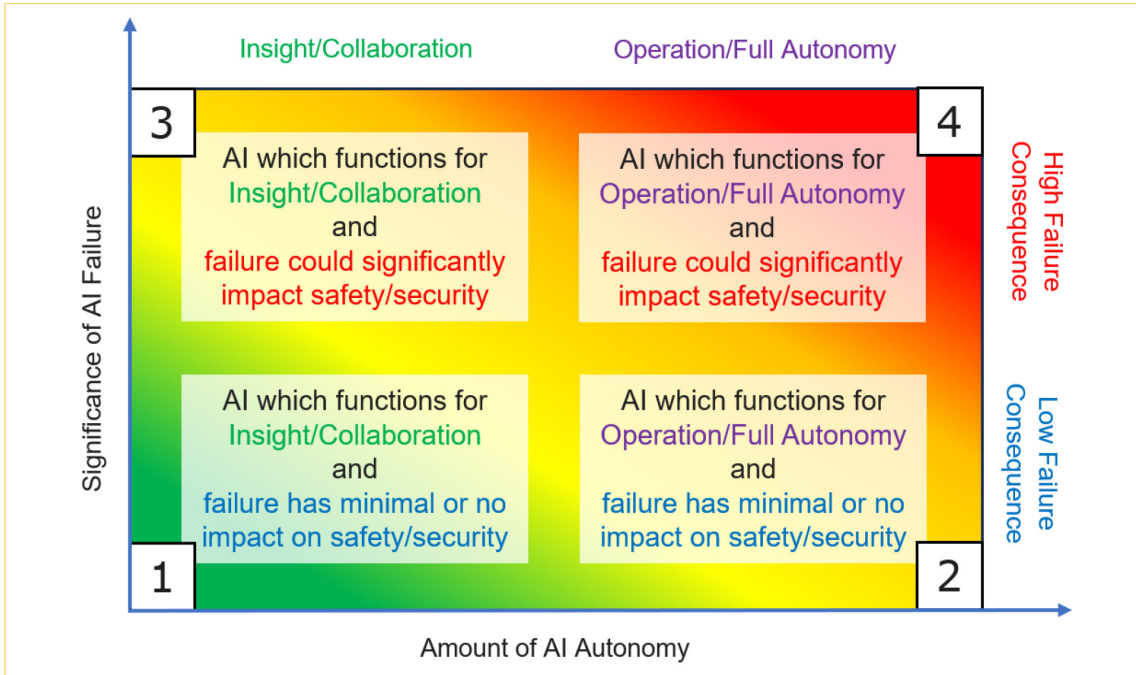 Insight/Collaboration
Operation/Full Autonomy
3
4
AI which functions for
Insight/Collaboration
and
failure could significantly
impact safety/security
AI which functions for
Operation/Full Autonomy
and
failure could significantly
impact safety/security
High Failure
Consequence
Significance of AI Failure
AI which functions for
Insight/Collaboration
and
failure has minimal or no
impact on safety/security
AI which functions for
Operation/Full Autonomy
and
failure has minimal or no
impact on safety/security
Low Failure
Consequence
1
2
Amount of AI Autonomy